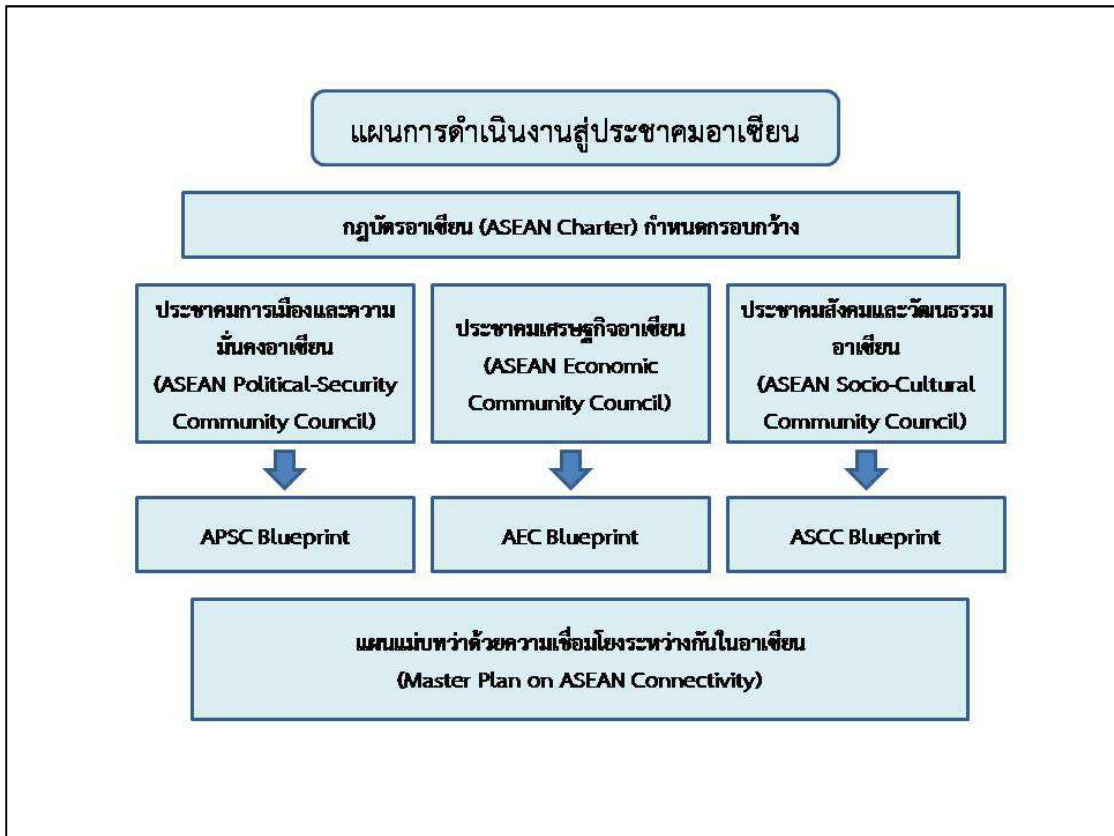 แผนการดำเนินงานสู่ประชาคมอาเซียน
กฎบัตรอาเซียน (ASEAN Charter) กำหนดกรอบกว้าง
ประชาคมการเมืองและความ
มั่นคงอาเซียน
(ASEAN Political-Security
Community Council)
ประชาคมเศรษฐกิจอาเซียน
(ASEAN Economic
Community Council)
ประชาคมสังคมและวัฒนธรรม
อาเซียน
(ASEAN Socio-Cultural
Community Council)
APSC Blueprint
AEC Blueprint
ASCC Blueprint
แผนแม่บทว่าด้วยความเชื่อมโยงระหว่างกันในอาเซียน
(Master Plan on ASEAN Connectivity)